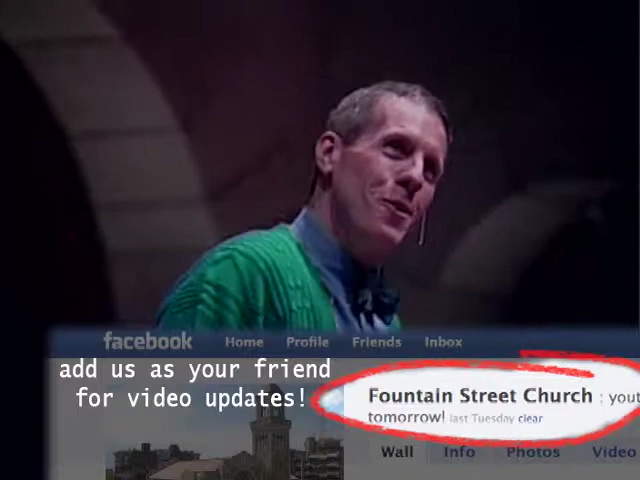 facebook Home Profile Friends Inbox
add us as your friend
for video updates!
Fountain Street Church : yout
tomorrow! last Tuesday clear
Wall Info Photos Video